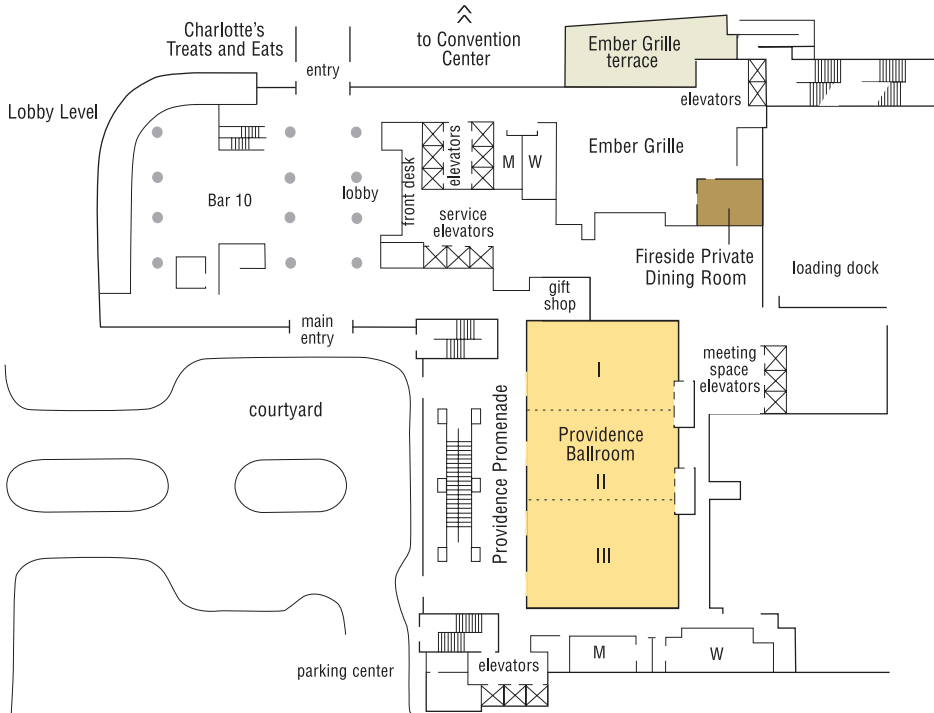 Charlotte's
Treats and Eats
to Convention
Center
Ember Grille
terrace
entry
Lobby Level
elevators
elevators
M
W
Ember Grille
front desk
lobby
Bar 10
service
elevators
Fireside Private
Dining Room
loading dock
gift
shop
main
entry
meeting
space
elevators
I
courtyard
Providence Promenade
Providence
Ballroom
II
III
parking center
elevators
M
W